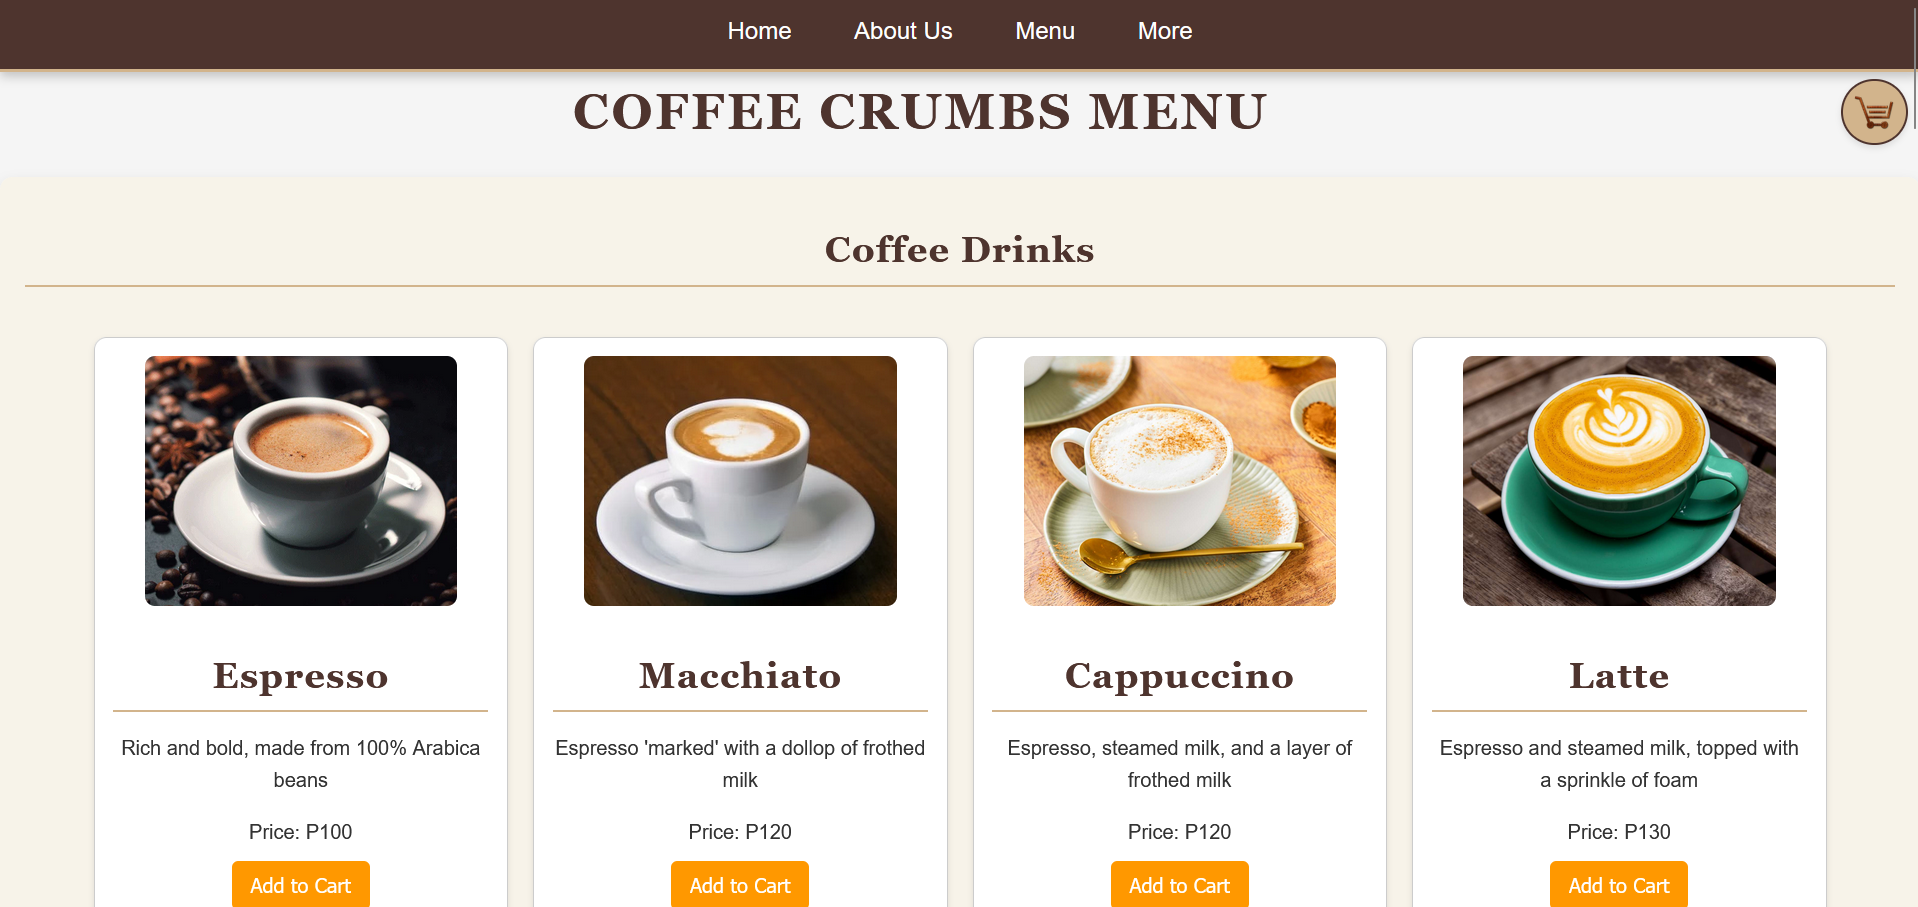 Home About Us Menu More
COFFEE CRUMBS MENU
Coffee Drinks
Espresso
Rich and bold, made from 100% Arabica
beans
Price: P100
Add to Cart
Macchiato
Espresso 'marked' with a dollop of frothed
milk
Price: P120
Add to Cart
Cappuccino
Espresso, steamed milk, and a layer of
frothed milk
Price: P120
Add to Cart
Latte
Espresso and steamed milk, topped with
a sprinkle of foam
Price: P130
Add to Cart